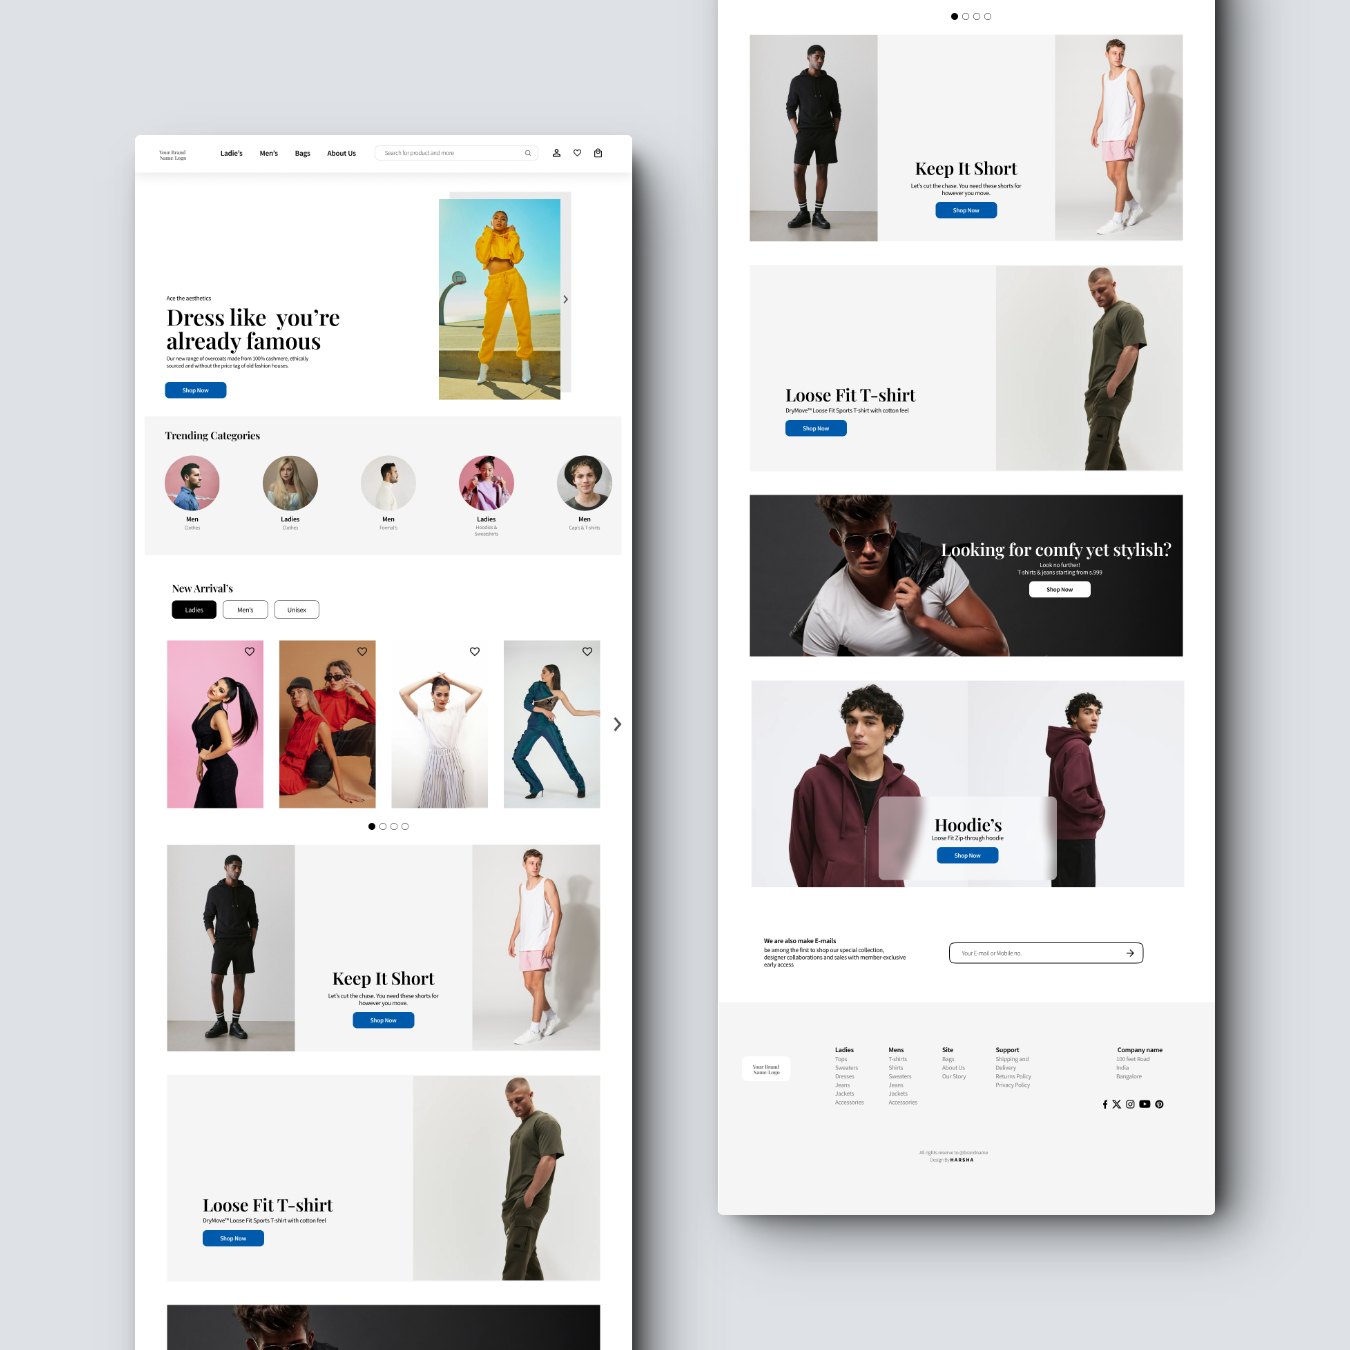 Your Brand
Name Logo
Ladie's
Men's
Bags
About Us
Search for product and more
Ace the aesthetics
Dress like you're
already famous
Our new range of overcoats made from 100% cashmere, ethically
sourced and without the price tag of old fashion houses.
Shop Now
Trending Categories
Men
Clothes
Ladies
Clothes
Men
Formal's
Ladies
Hoodies &
Sweatshirts
Men
Cap's & T-shirts
New Arrival's
Ladies
Men's
Unisex
Keep It Short
Let's cut the chase. You need these shorts for
however you move.
Shop Now
Loose Fit T-shirt
DryMove™ Loose Fit Sports T-shirt with cotton feel
Shop Now
Keep It Short
Let's cut the chase. You need these shorts for
however you move.
Shop Now
Loose Fit T-shirt
DryMove™ Loose Fit Sports T-shirt with cotton feel
Shop Now
Looking for comfy yet stylish?
Look no further!
T-shirts & jeans starting from s.999
Shop Now
Hoodie's
Loose Fit Zip-through hoodie
Shop Now
We are also make E-mails
be among the first to shop our special collection,
designer collaborations and sales with member-exclusive
early access
Your E-mail or Mobile no.
Your Brand
Name Logo
Ladies
Tops
Sweaters
Dresses
Jeans
Jackets
Accessories
Mens
T-shirts
Shirts
Sweaters
Jeans
Jackets
Accessories
Site
Bags
About Us
Our Story
Support
Shipping and
Delivery
Returns Policy
Privacy Policy
Company name
100 feet Road
India
Bangalore
All rights reserve to @brandname
Design by HARSHA